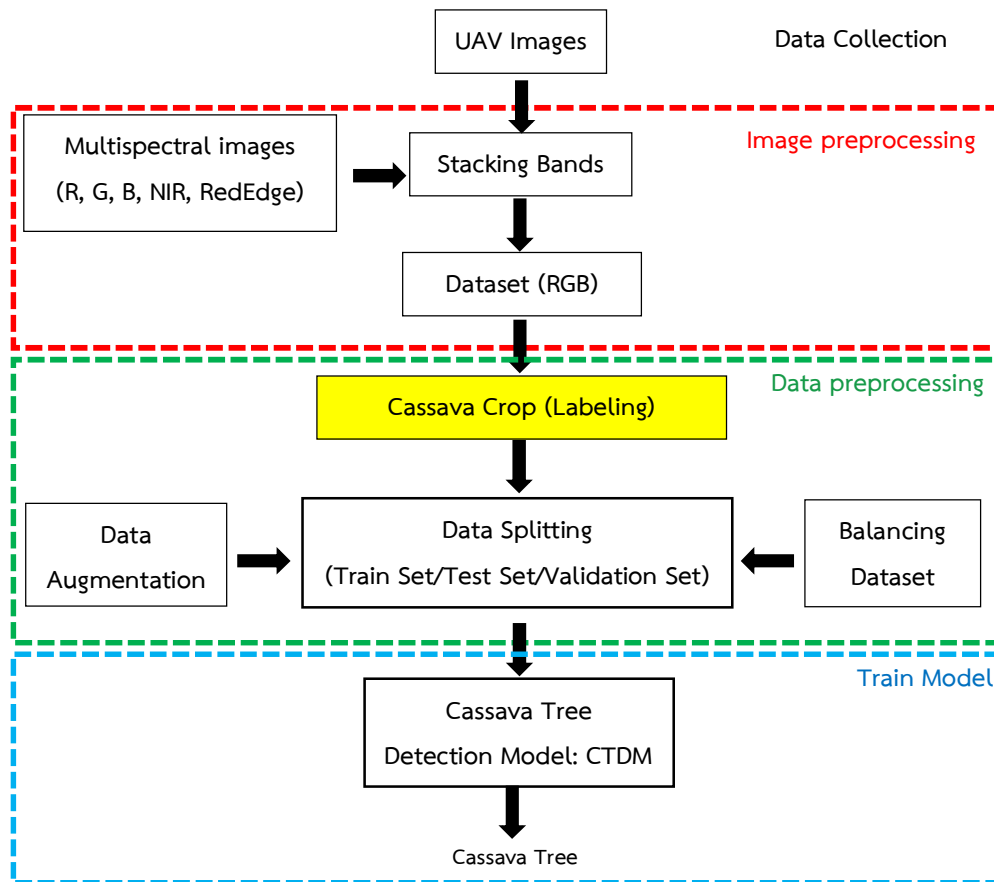 UAV Images
Data Collection
Image preprocessing
Multispectral images
(R, G, B, NIR, RedEdge)
Stacking Bands
Dataset (RGB)
Data preprocessing
Cassava Crop (Labeling)
Data
Augmentation
Data Splitting
(Train Set/Test Set/Validation Set)
Balancing
Dataset
Train Model
Cassava Tree
Detection Model: CTDM
Cassava Tree